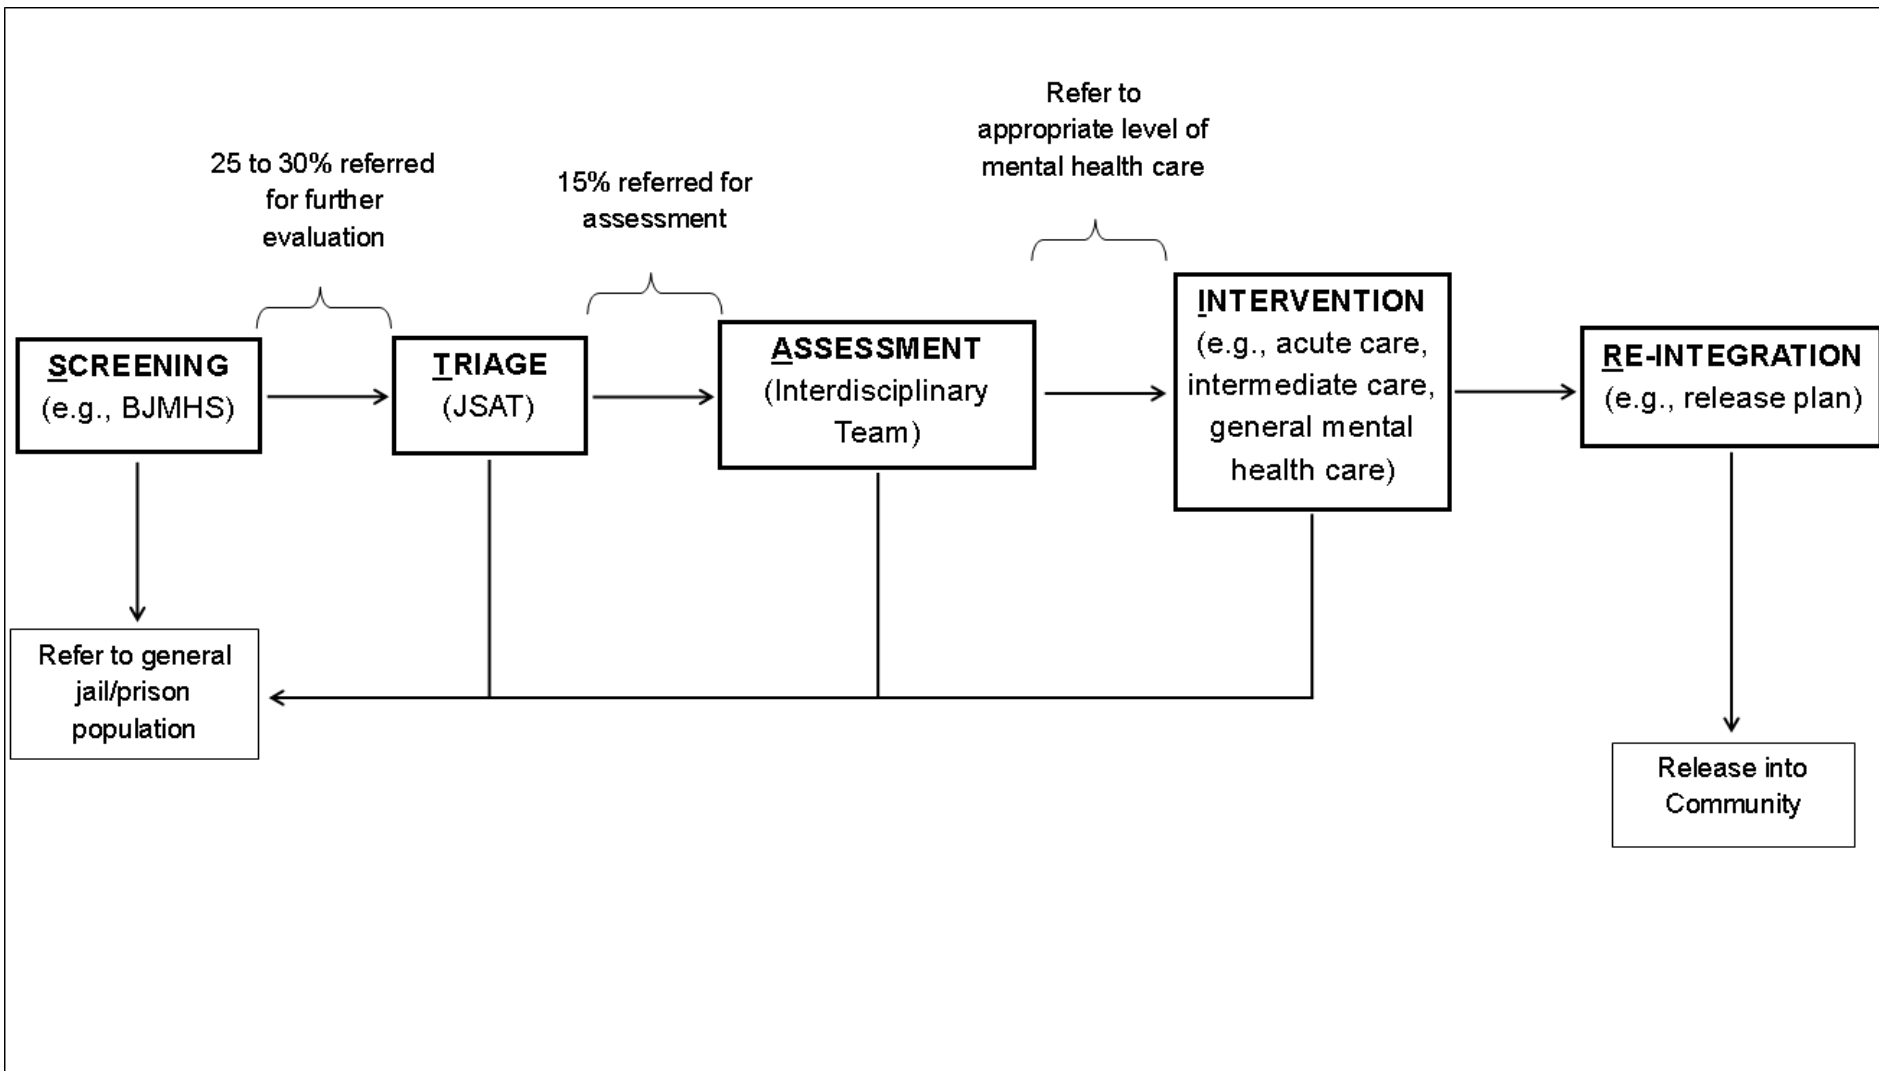 Refer to
appropriate level of
mental health care
25 to 30% referred
for further
evaluation
15% referred for
assessment
SCREENING
(e.g., BJMHS)
TRIAGE
(JSAT)
ASSESSMENT
(Interdisciplinary
Team)
INTERVENTION
(e.g., acute care,
intermediate care,
general mental
health care)
RE-INTEGRATION
(e.g., release plan)
Refer to general
jail/prison
population
Release into
Community